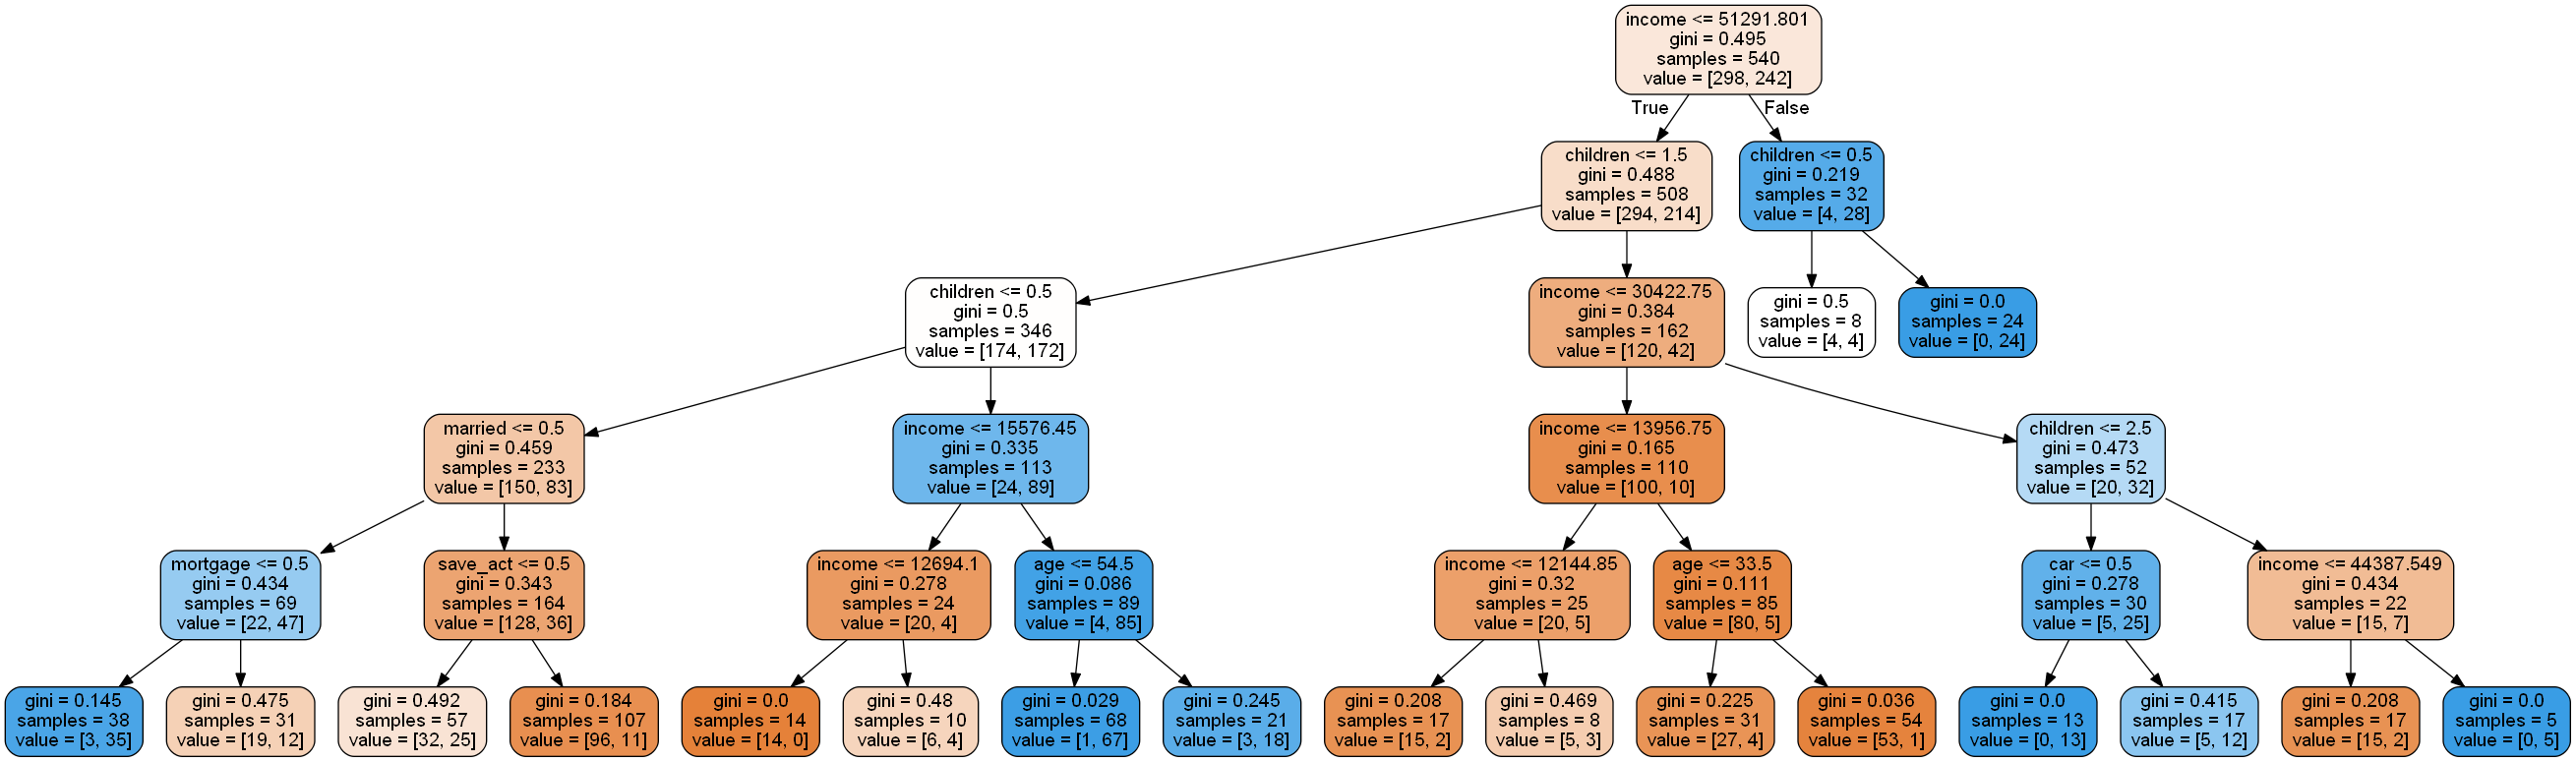 income <= 51291.801
gini = 0.495
samples = 540
value = [298, 242]
True
False
children <= 1.5
gini = 0.488
samples = 508
value = [294, 214]
children <= 0.5
gini = 0.219
samples = 32
value = [4, 28]
children <= 0.5
gini = 0.5
samples = 346
value = [174, 172]
income <= 30422.75
gini = 0.384
samples = 162
value = [120, 42]
gini = 0.5
samples = 8
value = [4, 4]
gini = 0.0
samples = 24
value = [0, 24]
married <= 0.5
gini = 0.459
samples = 233
value = [150, 83]
income <= 15576.45
gini = 0.335
samples = 113
value = [24, 89]
income <= 13956.75
gini = 0.165
samples = 110
value = [100, 10]
children <= 2.5
gini = 0.473
samples = 52
value = [20, 32]
mortgage <= 0.5
gini = 0.434
samples = 69
value = [22, 47]
save_act <= 0.5
gini = 0.343
samples = 164
value = [128, 36]
income <= 12694.1
gini = 0.278
samples = 24
value = [20, 4]
age <= 54.5
gini = 0.086
samples = 89
value = [4, 85]
income <= 12144.85
gini = 0.32
samples = 25
value = [20, 5]
age <= 33.5
gini = 0.111
samples = 85
value = [80, 5]
car <= 0.5
gini = 0.278
samples = 30
value = [5, 25]
income <= 44387.549
gini = 0.434
samples = 22
value = [15, 7]
gini = 0.145
samples = 38
value = [3, 35]
gini = 0.475
samples = 31
value = [19, 12]
gini = 0.492
samples = 57
value = [32, 25]
gini = 0.184
samples = 107
value = [96, 11]
gini = 0.0
samples = 14
value = [14, 0]
gini = 0.48
samples = 10
value = [6, 4]
gini = 0.029
samples = 68
value = [1, 67]
gini = 0.245
samples = 21
value = [3, 18]
gini = 0.208
samples = 17
value = [15, 2]
gini = 0.469
samples = 8
value = [5, 3]
gini = 0.225
samples = 31
value = [27, 4]
gini = 0.036
samples = 54
value = [53, 1]
gini = 0.0
samples = 13
value = [0, 13]
gini = 0.415
samples = 17
value = [5, 12]
gini = 0.208
samples = 17
value = [15, 2]
gini = 0.0
samples = 5
value = [0, 5]